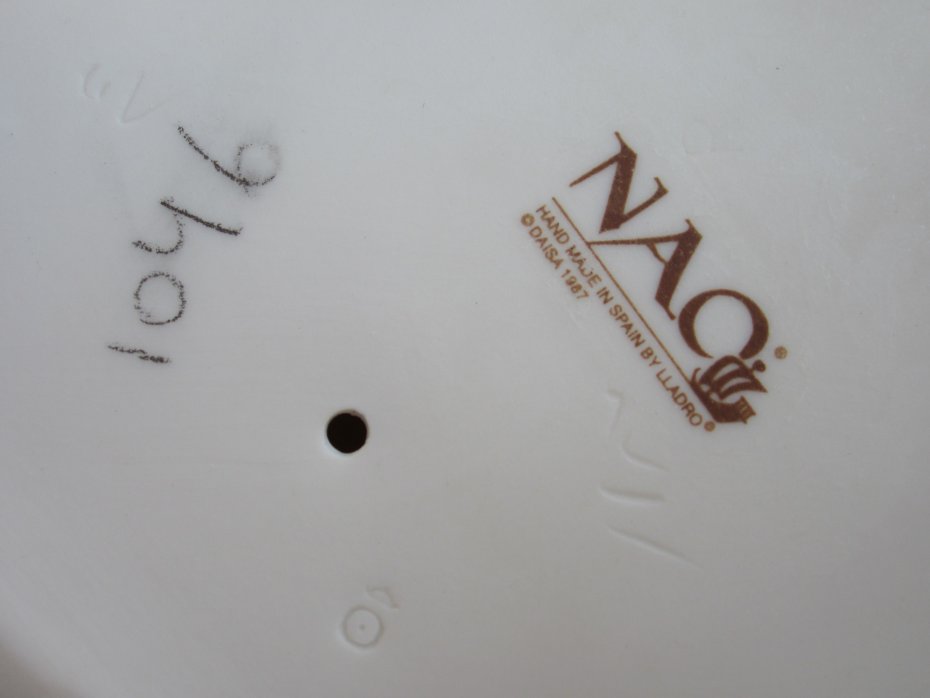 1046
NAO®
HAND MADE IN SPAIN BY LLADRO®
© DAISA 1987